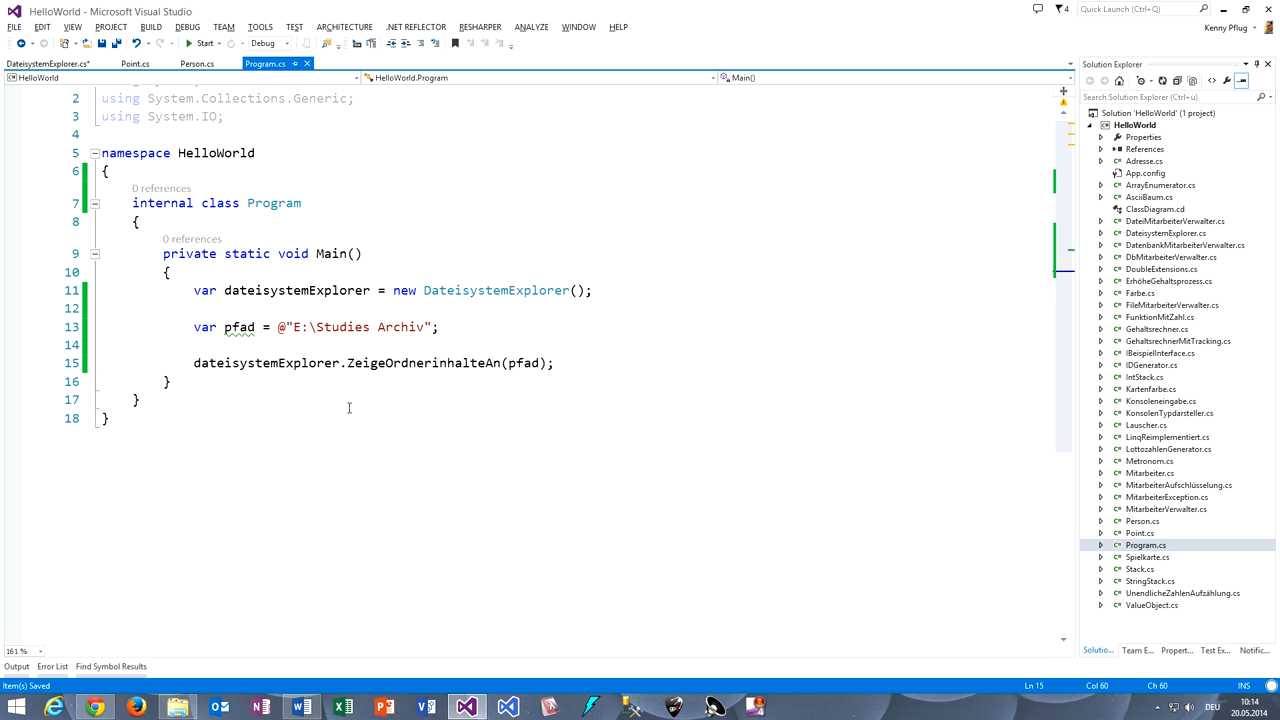 HelloWorld - Microsoft Visual Studio
4
Quick Launch (Ctrl+Q)
FILE EDIT VIEW PROJECT BUILD DEBUG TEAM TOOLS TEST ARCHITECTURE .NET REFLECTOR RESHARPER ANALYZE WINDOW HELP
Kenny Pflug
Start Debug
DateisystemExplorer.cs* Point.cs Person.cs Program.cs
HelloWorld HelloWorld.Program Main()
2 using System.Collections.Generic;
3 using System.IO;
4
5 namespace HelloWorld
6 {
0 references
7 internal class Program
8 {
0 references
9 private static void Main()
10 {
11 var dateisystemExplorer = new DateisystemExplorer();
12
13 var pfad = @"E:\Studies Archiv";
14
15 dateisystemExplorer.ZeigeOrdnerinhalteAn(pfad);
16 }
17 }
18 }
161 %
Solution Explorer
Search Solution Explorer (Ctrl+ü)
Solution 'HelloWorld' (1 project)
HelloWorld
Properties
References
Adresse.cs
App.config
ArrayEnumerator.cs
AsciiBaum.cs
ClassDiagram.cd
DateiMitarbeiterVerwalter.cs
DateisystemExplorer.cs
DatenbankMitarbeiterVerwalter.cs
DbMitarbeiterVerwalter.cs
DoubleExtensions.cs
ErhöheGehaltsprozess.cs
Farbe.cs
FileMitarbeiterVerwalter.cs
FunktionMitZahl.cs
Gehaltsrechner.cs
GehaltsrechnerMitTracking.cs
IBeispielInterface.cs
IDGenerator.cs
IntStack.cs
Kartenfarbe.cs
Konsoleneingabe.cs
KonsolenTypdarsteller.cs
Lauscher.cs
LinqReimplementiert.cs
LottozahlenGenerator.cs
Metronom.cs
Mitarbeiter.cs
MitarbeiterAufschlüsselung.cs
MitarbeiterException.cs
MitarbeiterVerwalter.cs
Person.cs
Point.cs
Program.cs
Spielkarte.cs
Stack.cs
StringStack.cs
UnendlicheZahlenAufzählung.cs
ValueObject.cs
Solutio... Team E... Propert... Test Ex... Notific...
Output Error List Find Symbol Results
Item(s) Saved Ln 15 Col 60 Ch 60 INS
DEU
10:14
20.05.2014